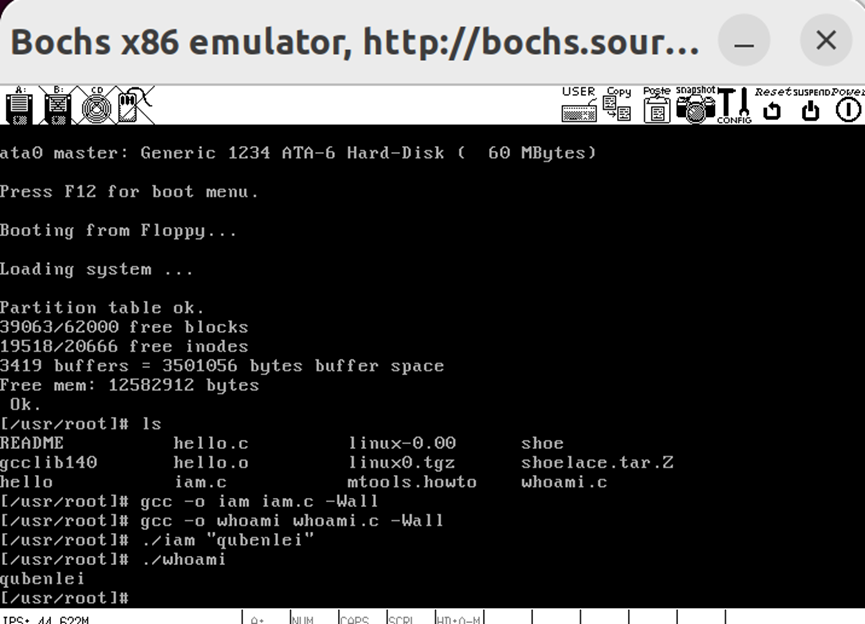 Bochs x86 emulator, http://bochs.sour...
A: B: CD USER Copy Paste snapshot CONFIG Reset SUSPEND Power
ata0 master: Generic 1234 ATA-6 Hard-Disk (  60 MBytes)
Press F12 for boot menu.
Booting from Floppy...
Loading system ...
Partition table ok.
39063/62000 free blocks
19518/20666 free inodes
3419 buffers = 3501056 bytes buffer space
Free mem: 12582912 bytes
 Ok.
[/usr/root]# ls
README hello.c linux-0.00 shoe
gcclib140 hello.o linux0.tgz shoelace.tar.Z
hello iam.c mtools.howto whoami.c
[/usr/root]# gcc -o iam iam.c -Wall
[/usr/root]# gcc -o whoami whoami.c -Wall
[/usr/root]# ./iam "qubenlei"
[/usr/root]# ./whoami
qubenlei
[/usr/root]#
IPS: 44.622M A: NUM CAPS SCRL HD:0-M